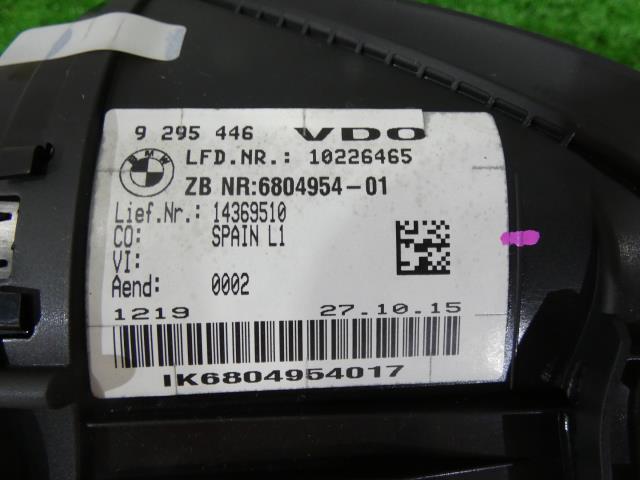 9 295 446 VDO
BMW
LFD.NR.: 10226465
ZB NR:6804954-01
Lief.Nr.: 14369510
CO: SPAIN L1
VI:
Aend: 0002
1219 27.10.15
IK6804954017